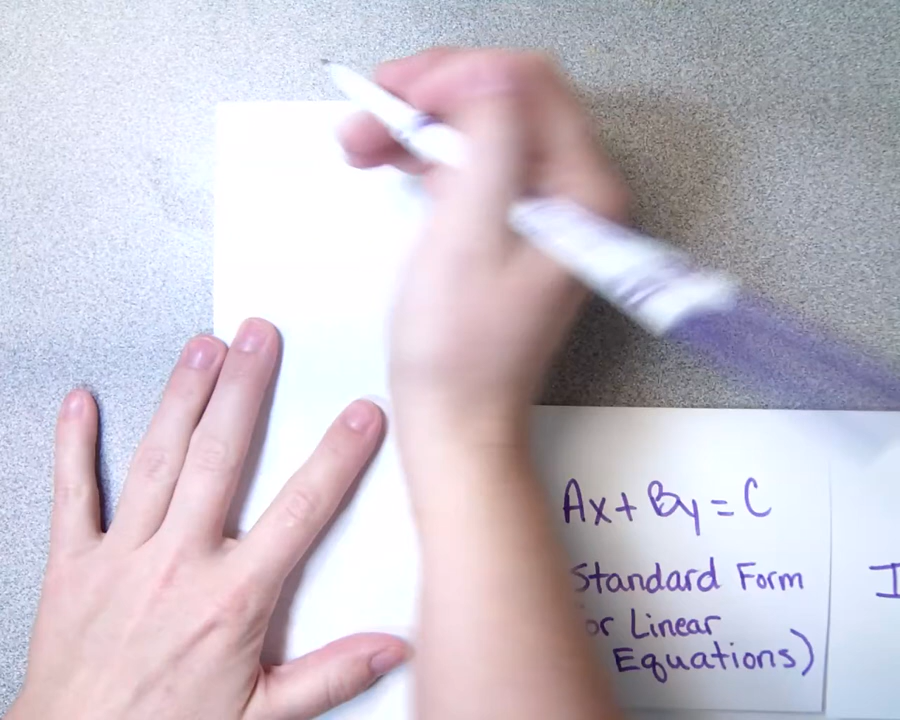 Ax + By = C
Standard Form
or Linear
Equations)